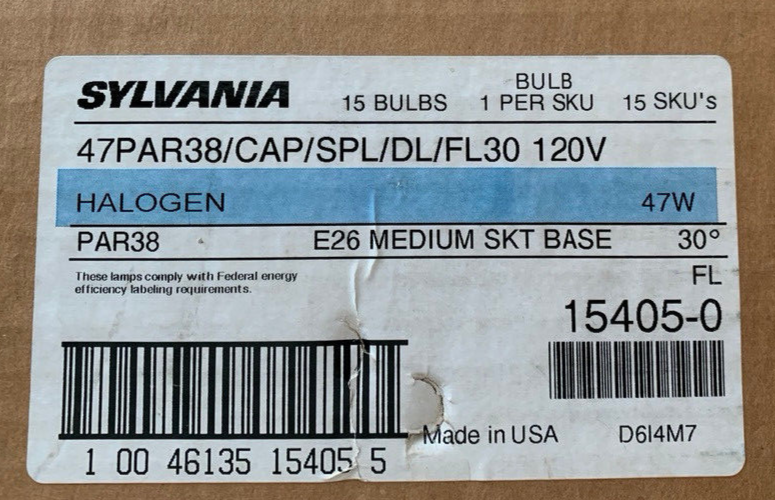 SYLVANIA 15 BULBS BULB 1 PER SKU 15 SKU's
47PAR38/CAP/SPL/DL/FL30 120V
HALOGEN 47W
PAR38 E26 MEDIUM SKT BASE 30°
These lamps comply with Federal energy FL
efficiency labeling requirements.
15405-0
Made in USA D6I4M7
1 00 46135 15405 5